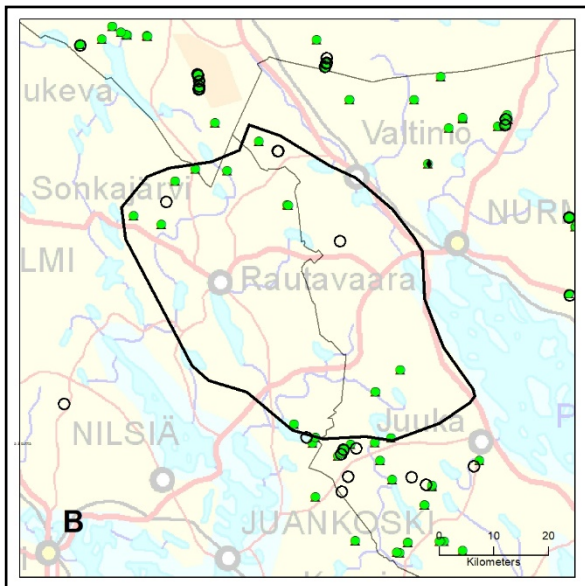 ukeva
Valtimo
Sonkajärvi
NURM
LMI
Rautavaara
P
Juuka
NILSIÄ
B
JUANKOSKI
0 10 20
Kilometers